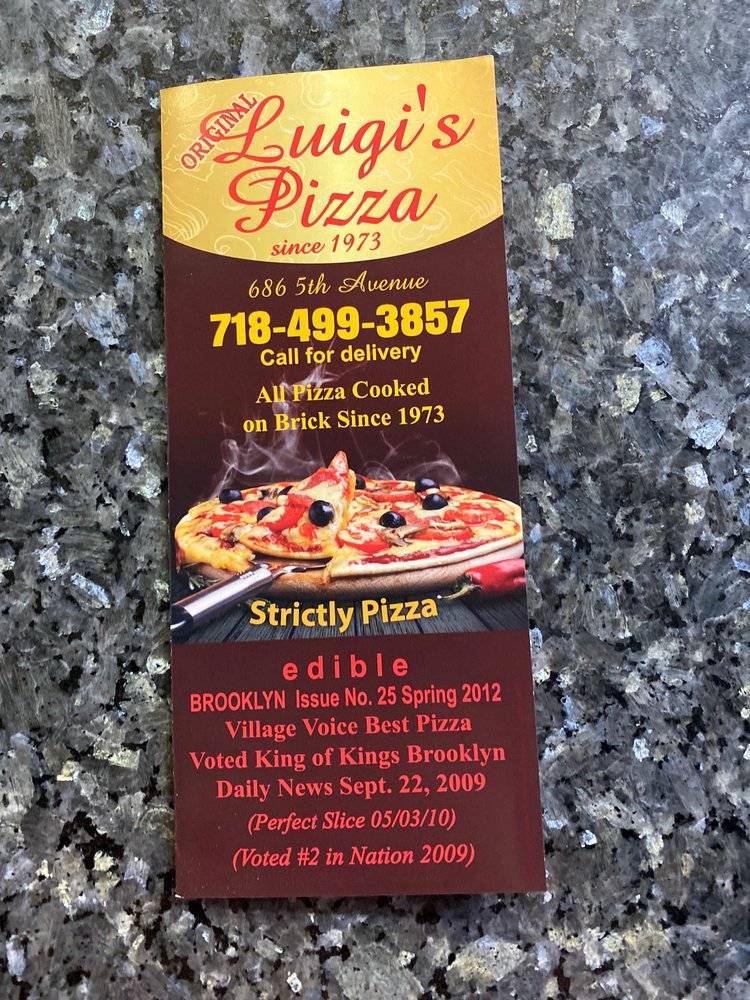 ORIGINAL
Luigi's
Pizza
since 1973
686 5th Avenue
718-499-3857
Call for delivery
All Pizza Cooked
on Brick Since 1973
Strictly Pizza
edible
BROOKLYN Issue No. 25 Spring 2012
Village Voice Best Pizza
Voted King of Kings Brooklyn
Daily News Sept. 22, 2009
(Perfect Slice 05/03/10)
(Voted #2 in Nation 2009)